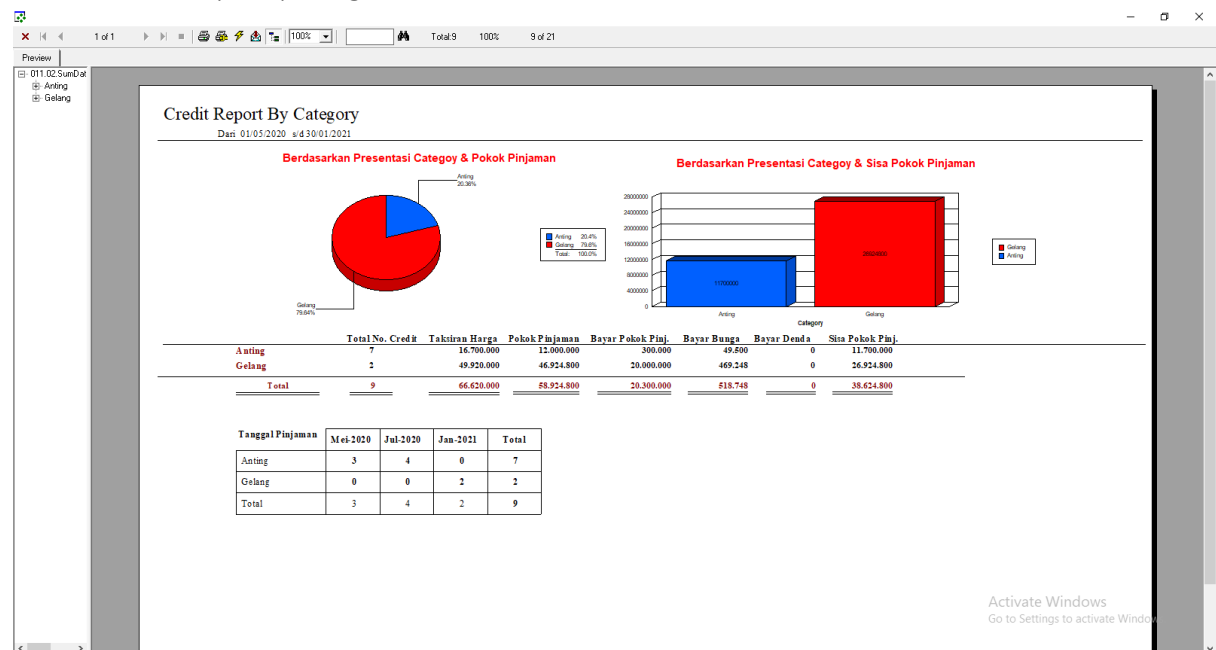 1 of 1
100%
Total:9 100% 9 of 21
Preview
011.02.SumDat
Anting
Gelang
Credit Report By Category
Dari 01/05/2020 s/d 30/01/2021
Berdasarkan Presentasi Categoy & Pokok Pinjaman
Anting
20.36%
Anting 20.4%
Gelang 79.6%
Total: 100.0%
Gelang
79.64%
Berdasarkan Presentasi Categoy & Sisa Pokok Pinjaman
28000000
24000000
20000000
16000000
12000000
8000000
4000000
0
11700000
26924800
Anting Gelang
Category
Gelang
Anting
Total No. Credit Taksiran Harga Pokok Pinjaman Bayar Pokok Pinj. Bayar Bunga Bayar Denda Sisa Pokok Pinj.
Anting 7 16.700.000 12.000.000 300.000 49.500 0 11.700.000
Gelang 2 49.920.000 46.924.800 20.000.000 469.248 0 26.924.800
Total 9 66.620.000 58.924.800 20.300.000 518.748 0 38.624.800
Tanggal Pinjaman Mei-2020 Jul-2020 Jan-2021 Total
Anting 3 4 0 7
Gelang 0 0 2 2
Total 3 4 2 9
Activate Windows
Go to Settings to activate Windows